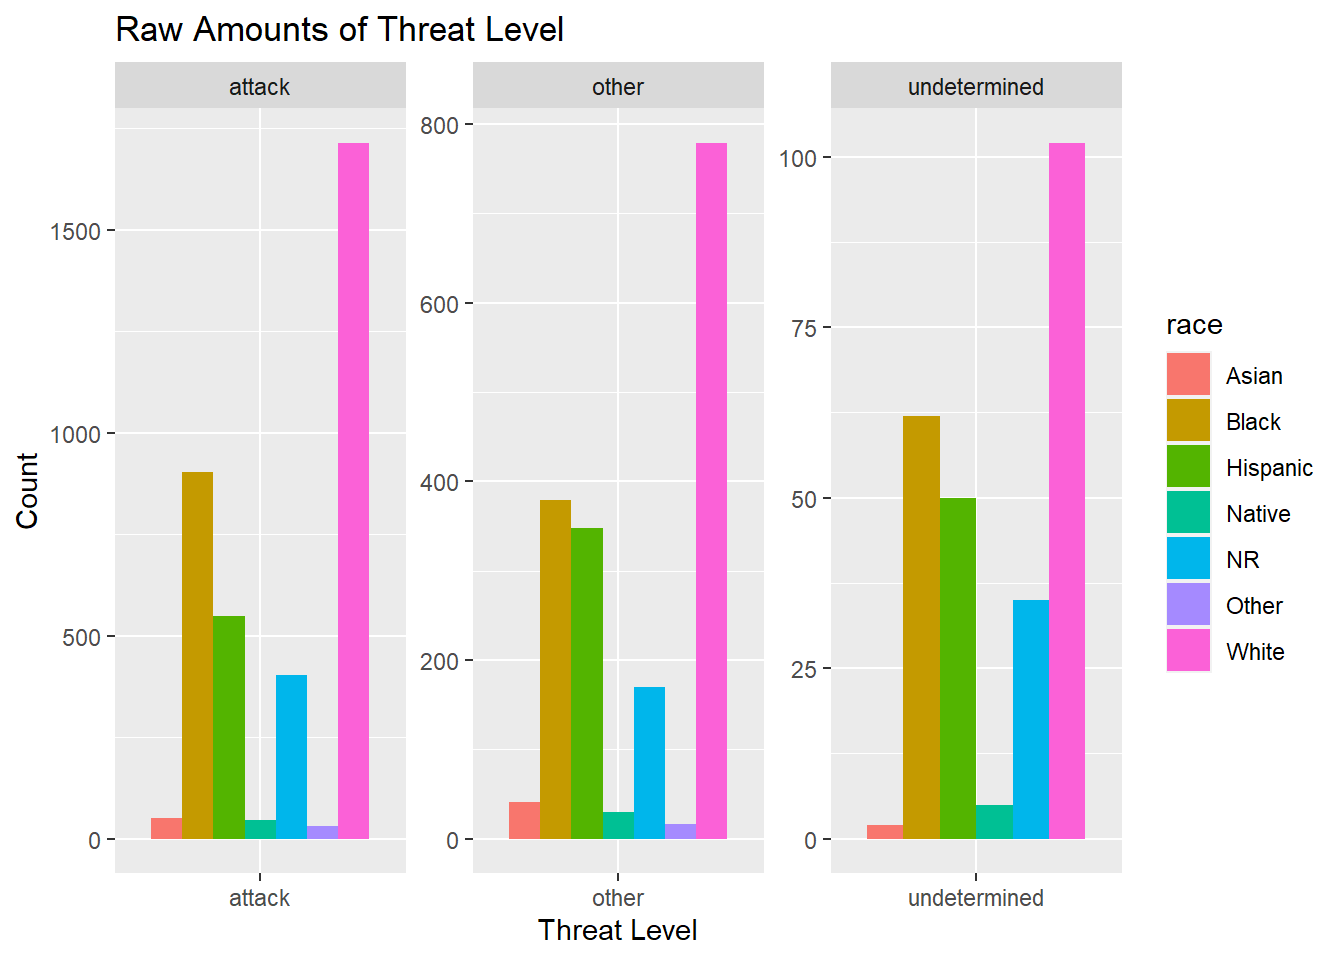 Raw Amounts of Threat Level
attack
other
undetermined
Count
1500
1000
500
0
800
600
400
200
0
100
75
50
25
0
attack
other
undetermined
Threat Level
race
Asian
Black
Hispanic
Native
NR
Other
White